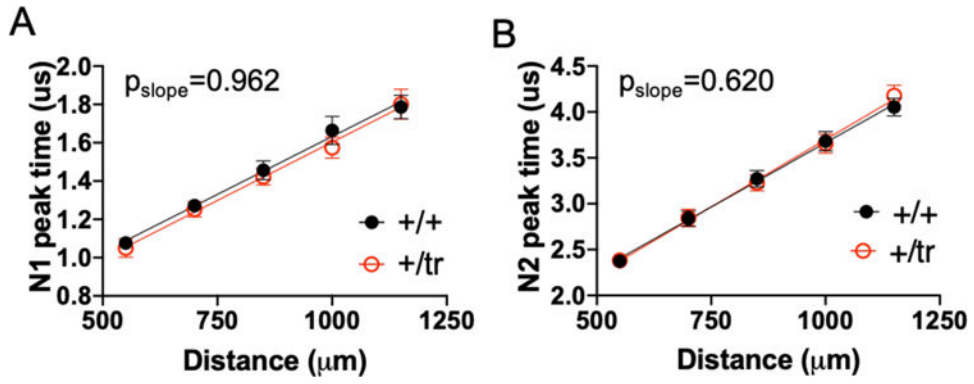 A
p_slope=0.962
N1 peak time (us)
2.0
1.8
1.6
1.4
1.2
1.0
0.8
+/+
+/tr
500 750 1000 1250
Distance (μm)
B
p_slope=0.620
N2 peak time (us)
4.5
4.0
3.5
3.0
2.5
2.0
+/+
+/tr
500 750 1000 1250
Distance (μm)